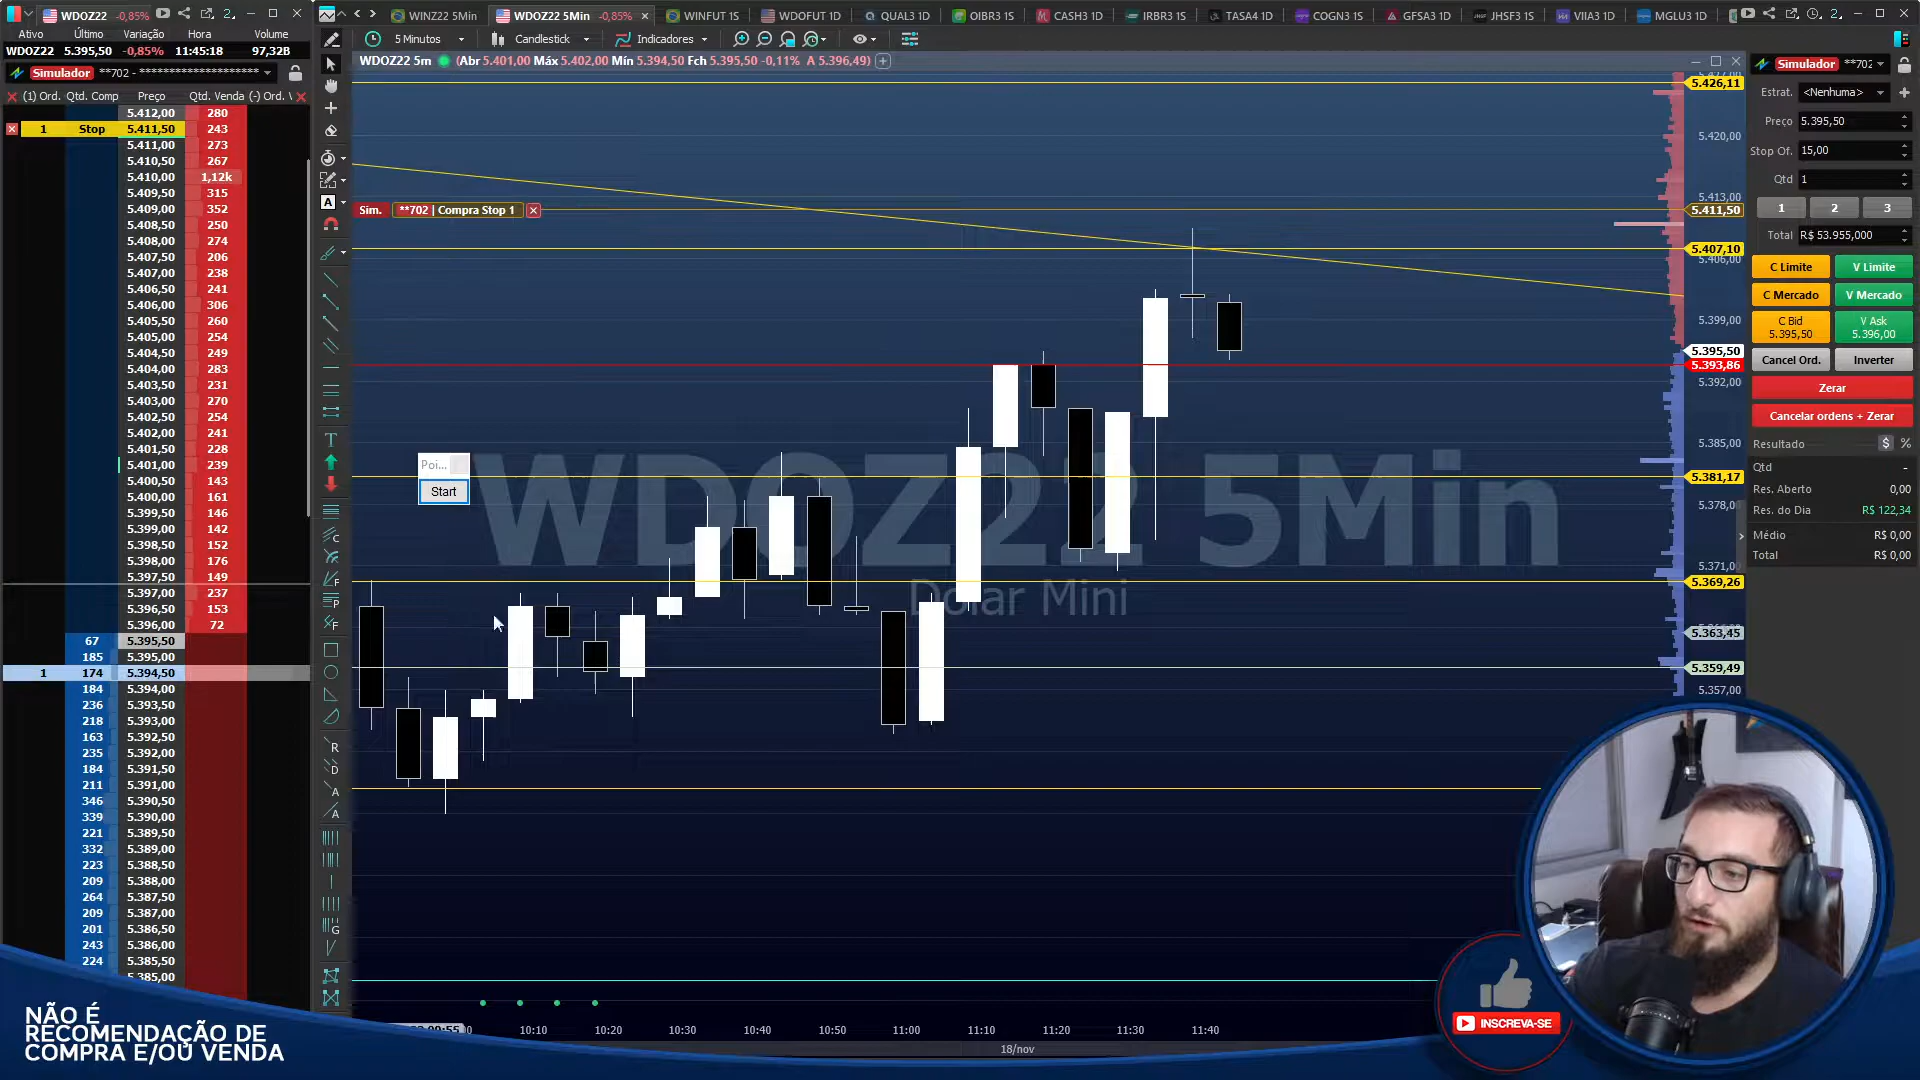 WDOZ22 -0,85% 2.
Ativo Último Variação Hora Volume
WDOZ22 5.395,50 -0,85% 11:45:18 97,32B
Simulador **702 - *********************
(1) Ord. Qtd. Comp Preço Qtd. Venda (-) Ord. \
5.412,00 280
1 Stop 5.411,50 243
5.411,00 273
5.410,50 267
5.410,00 1,12k
5.409,50 315
5.409,00 352
5.408,50 250
5.408,00 274
5.407,50 206
5.407,00 238
5.406,50 241
5.406,00 306
5.405,50 260
5.405,00 254
5.404,50 249
5.404,00 283
5.403,50 231
5.403,00 270
5.402,50 254
5.402,00 241
5.401,50 228
5.401,00 239
5.400,50 143
5.400,00 161
5.399,50 146
5.399,00 142
5.398,50 152
5.398,00 176
5.397,50 149
5.397,00 237
5.396,50 153
5.396,00 72
67 5.395,50
185 5.395,00
1 174 5.394,50
184 5.394,00
236 5.393,50
218 5.393,00
163 5.392,50
235 5.392,00
184 5.391,50
211 5.391,00
346 5.390,50
339 5.390,00
221 5.389,50
332 5.389,00
223 5.388,50
209 5.388,00
264 5.387,50
209 5.387,00
201 5.386,50
243 5.386,00
224 5.385,50
5.385,00
WINZ22 5Min WDOZ22 5Min -0,85% WINFUT 1S WDOFUT 1D QUAL3 1D OIBR3 1S CASH3 1D IRBR3 1S TASA4 1D COGN3 1S GFSA3 1D JHSF3 1S VIIA3 1D MGLU3 1D 2.
5 Minutos Candlestick Indicadores
WDOZ22 5m (Abr 5.401,00 Máx 5.402,00 Mín 5.394,50 Fch 5.395,50 -0,11% A 5.396,49)
Sim. **702 | Compra Stop 1
Poi...
Start
WDOZ22 5Min
Dolar Mini
5.426,11
5.420,00
5.413,00
5.411,50
5.407,10
5.406,00
5.399,00
5.395,50
5.393,86
5.392,00
5.385,00
5.381,17
5.378,00
5.371,00
5.369,26
5.363,45
5.359,49
5.357,00
10:10 10:20 10:30 10:40 10:50 11:00 11:10 11:20 11:30 11:40
18/nov
Simulador **702
Estrat. <Nenhuma>
Preço 5.395,50
Stop Of. 15,00
Qtd 1
1 2 3
Total R$ 53.955,000
C Limite V Limite
C Mercado V Mercado
C Bid V Ask
5.395,50 5.396,00
Cancel Ord. Inverter
Zerar
Cancelar ordens + Zerar
Resultado $ %
Qtd -
Res. Aberto 0,00
Res. do Dia R$ 122,34
Médio R$ 0,00
Total R$ 0,00
NÃO É
RECOMENDAÇÃO DE
COMPRA E/OU VENDA
INSCREVA-SE